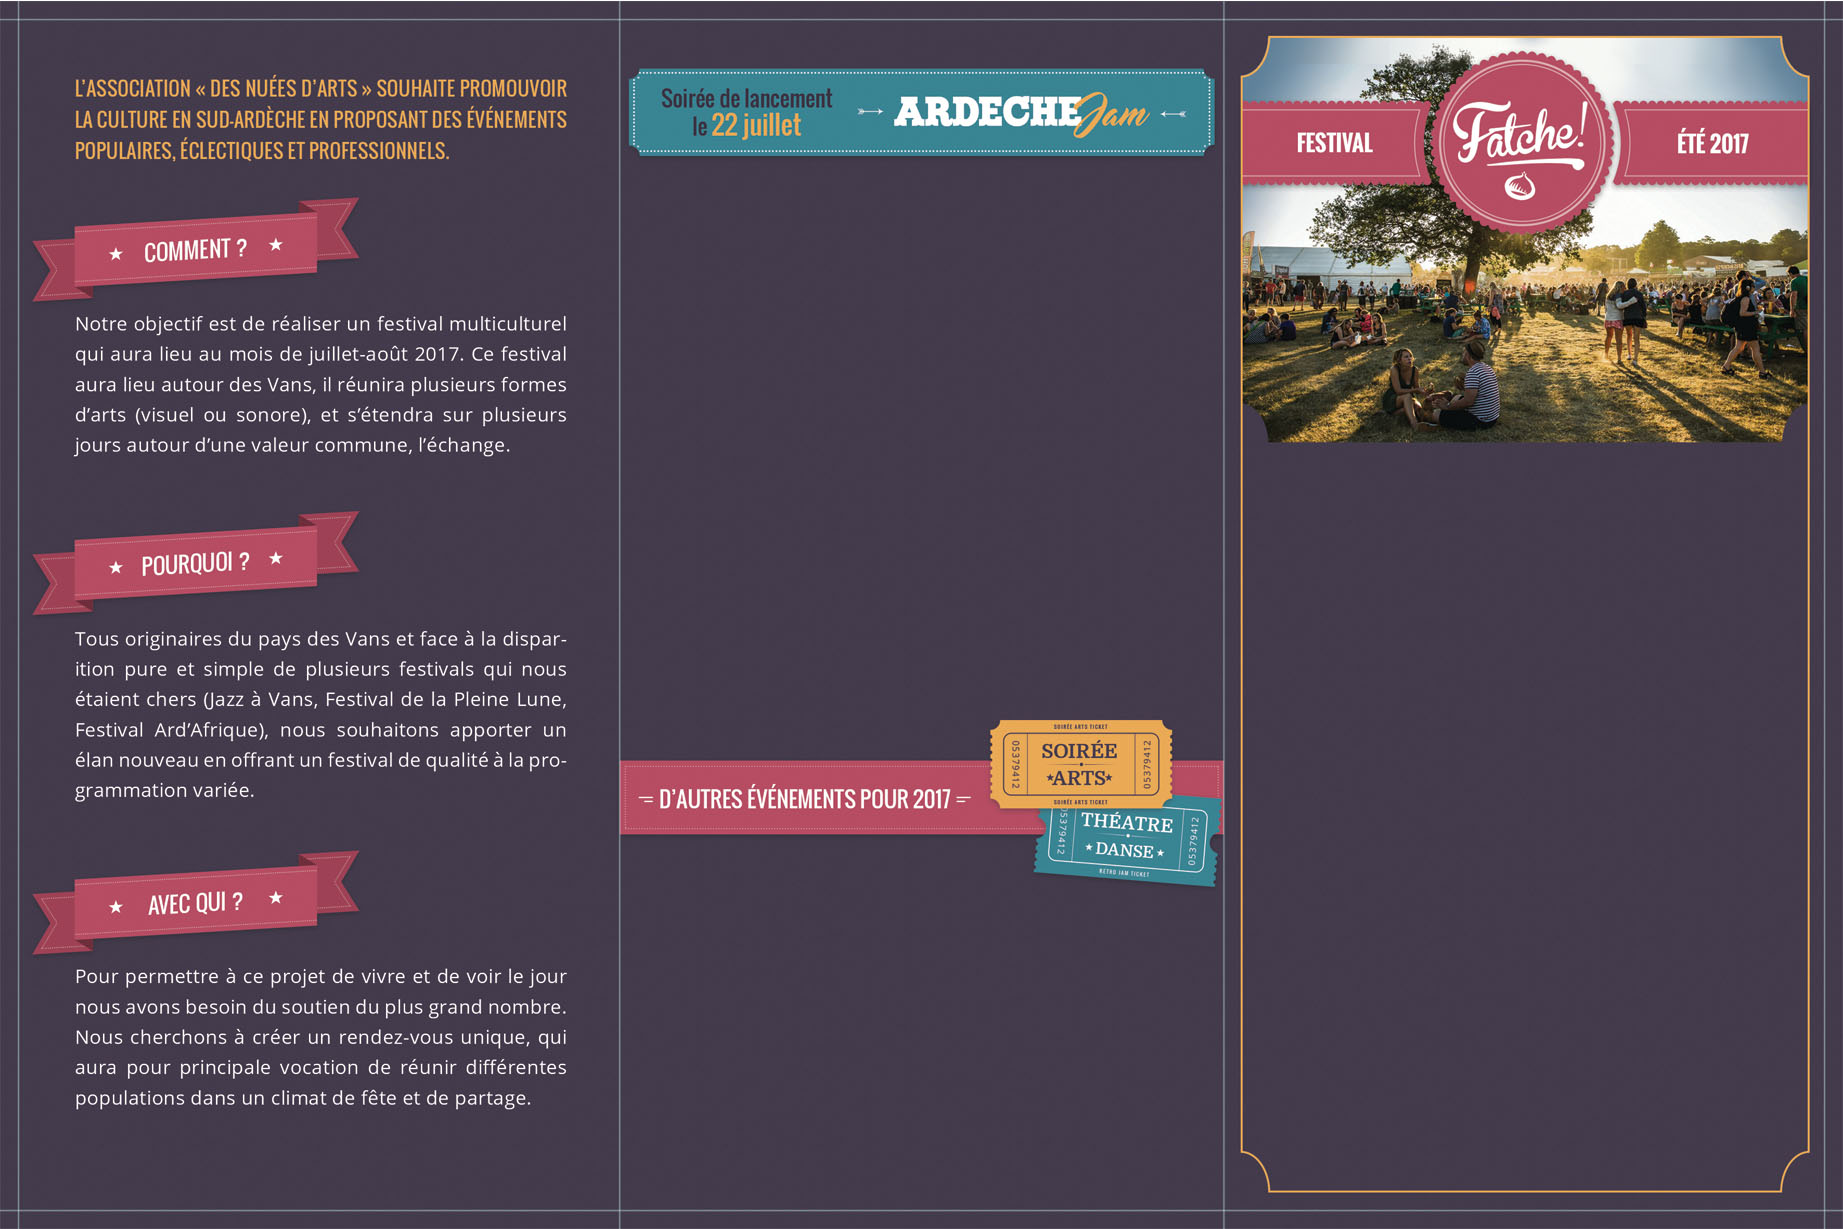 L'ASSOCIATION « DES NUÉES D'ARTS » SOUHAITE PROMOUVOIR
LA CULTURE EN SUD-ARDÈCHE EN PROPOSANT DES ÉVÉNEMENTS
POPULAIRES, ÉCLECTIQUES ET PROFESSIONNELS.
COMMENT ?
Notre objectif est de réaliser un festival multiculturel
qui aura lieu au mois de juillet-août 2017. Ce festival
aura lieu autour des Vans, il réunira plusieurs formes
d'arts (visuel ou sonore), et s'étendra sur plusieurs
jours autour d'une valeur commune, l'échange.
POURQUOI ?
Tous originaires du pays des Vans et face à la dispar-
ition pure et simple de plusieurs festivals qui nous
étaient chers (Jazz à Vans, Festival de la Pleine Lune,
Festival Ard'Afrique), nous souhaitons apporter un
élan nouveau en offrant un festival de qualité à la pro-
grammation variée.
AVEC QUI ?
Pour permettre à ce projet de vivre et de voir le jour
nous avons besoin du soutien du plus grand nombre.
Nous cherchons à créer un rendez-vous unique, qui
aura pour principale vocation de réunir différentes
populations dans un climat de fête et de partage.
Soirée de lancement
le 22 juillet
ARDECHE Jam
D'AUTRES ÉVÉNEMENTS POUR 2017
SOIRÉE ARTS TICKET
05379412
SOIRÉE
ARTS
05379412
SOIRÉE ARTS TICKET
05379412
THÉATRE
DANSE
05379412
RETRO JAM TICKET
FESTIVAL
Fatche!
ÉTÉ 2017